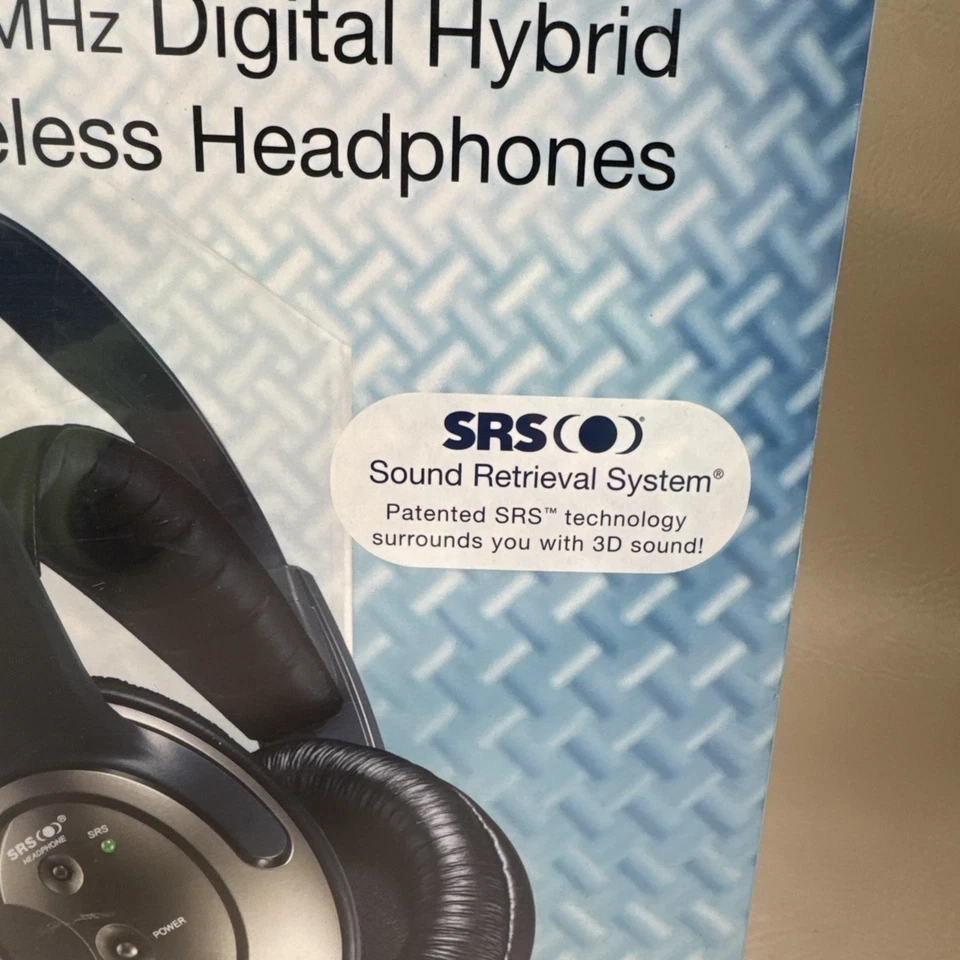 MHz Digital Hybrid
eless Headphones
SRS(●)®
Sound Retrieval System®
Patented SRS™ technology
surrounds you with 3D sound!
SRS(●)®
HEADPHONE
SRS
POWER